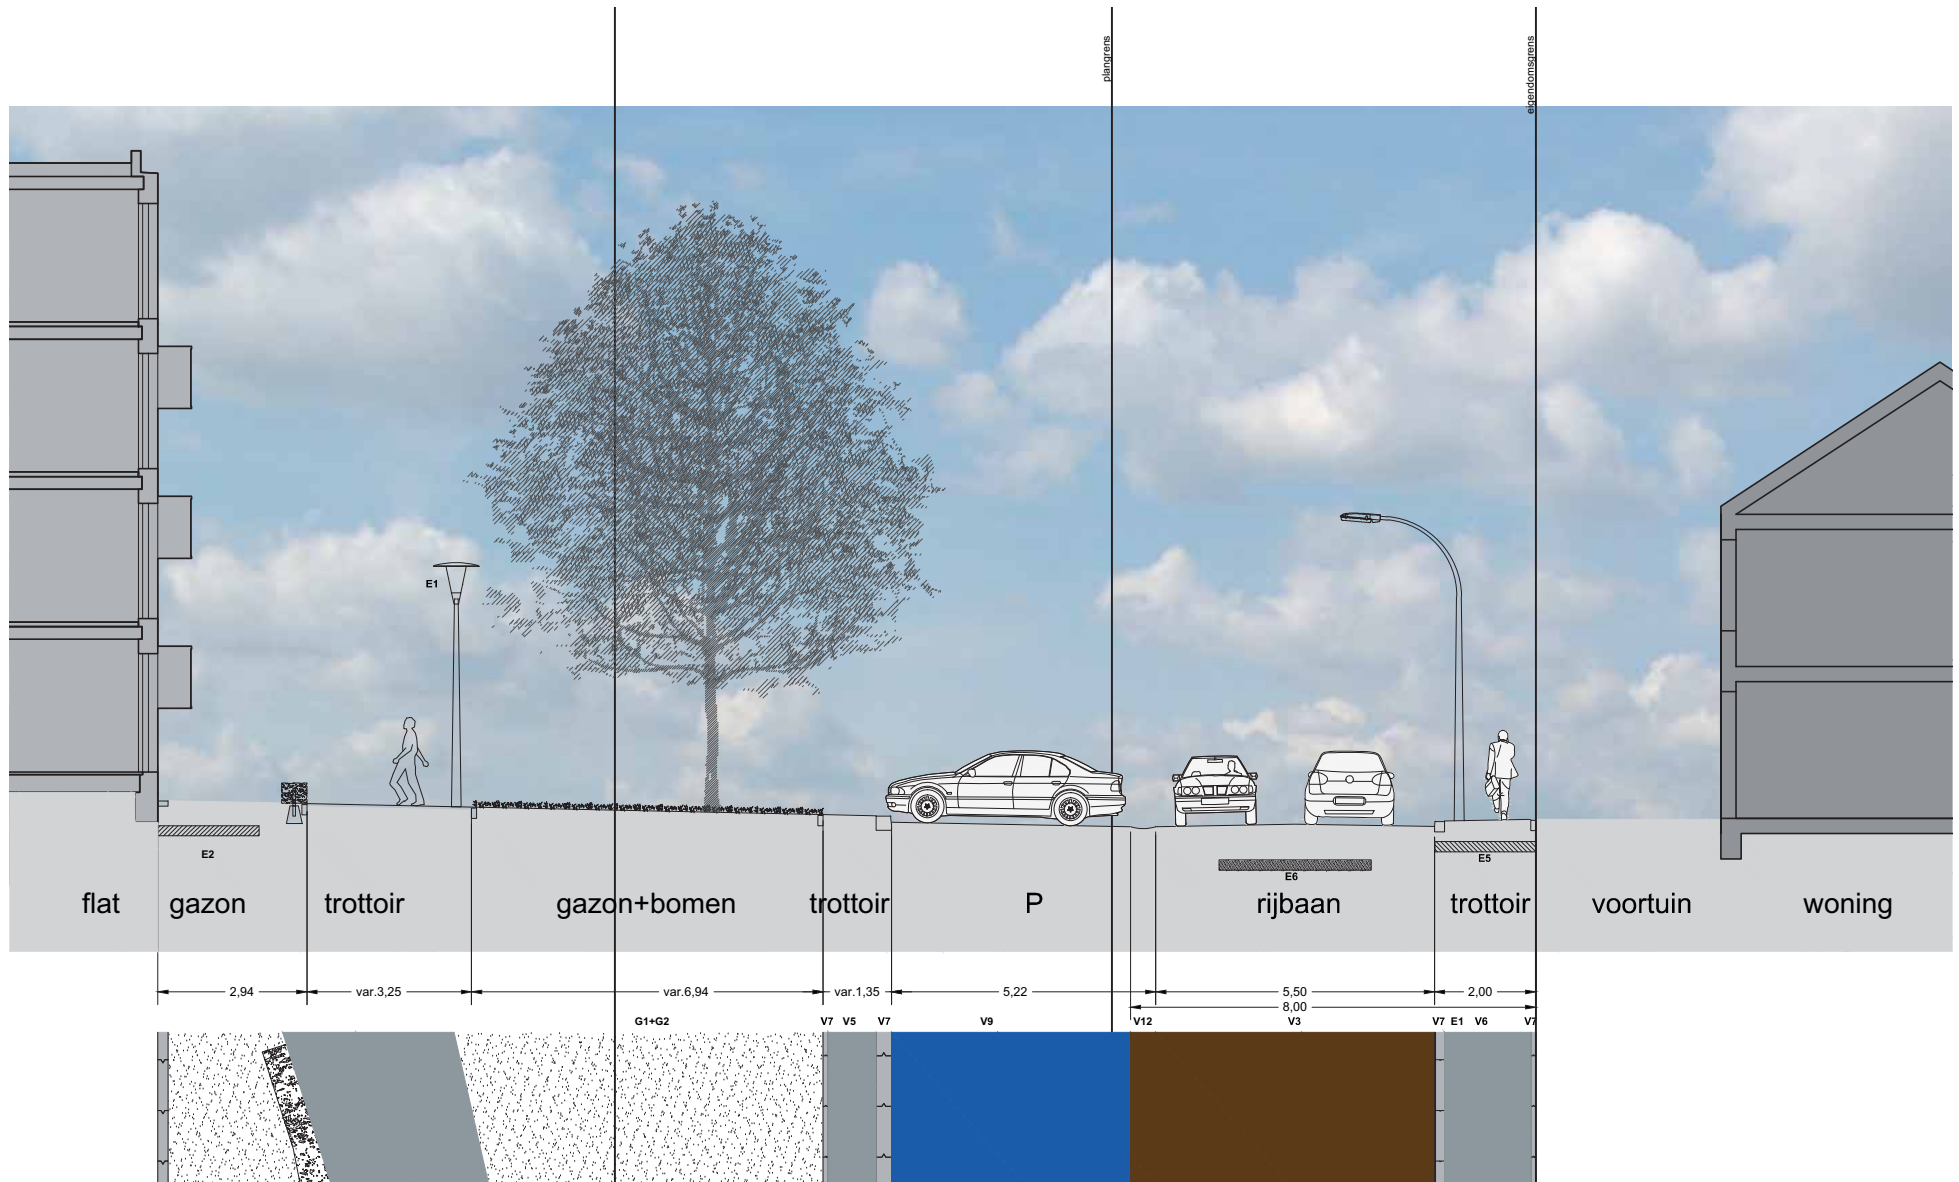 plangrens
eigendomsgrens
E1
E2
E6
E5
flat gazon trottoir gazon+bomen trottoir P rijbaan trottoir voortuin woning
2,94 var.3,25 var.6,94 var.1,35 5,22 5,50 2,00
8,00
G1+G2 V7 V5 V7 V9 V12 V3 V7 E1 V6 V7